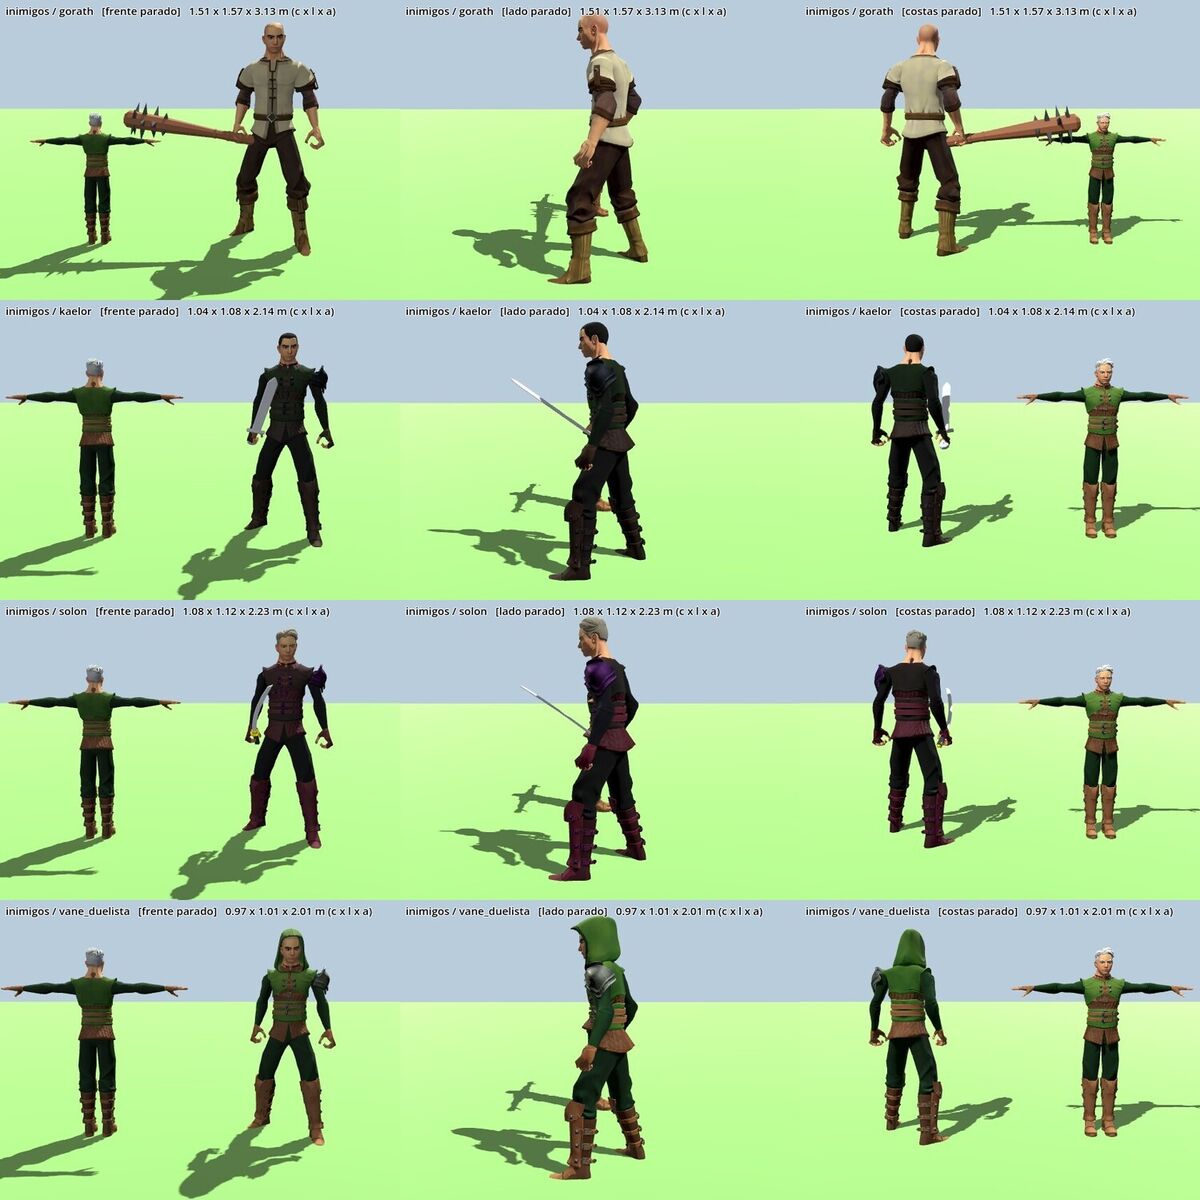 inimigos / gorath [frente parado] 1.51 x 1.57 x 3.13 m (c x l x a)
inimigos / gorath [lado parado] 1.51 x 1.57 x 3.13 m (c x l x a)
inimigos / gorath [costas parado] 1.51 x 1.57 x 3.13 m (c x l x a)
inimigos / kaelor [frente parado] 1.04 x 1.08 x 2.14 m (c x l x a)
inimigos / kaelor [lado parado] 1.04 x 1.08 x 2.14 m (c x l x a)
inimigos / kaelor [costas parado] 1.04 x 1.08 x 2.14 m (c x l x a)
inimigos / solon [frente parado] 1.08 x 1.12 x 2.23 m (c x l x a)
inimigos / solon [lado parado] 1.08 x 1.12 x 2.23 m (c x l x a)
inimigos / solon [costas parado] 1.08 x 1.12 x 2.23 m (c x l x a)
inimigos / vane_duelista [frente parado] 0.97 x 1.01 x 2.01 m (c x l x a)
inimigos / vane_duelista [lado parado] 0.97 x 1.01 x 2.01 m (c x l x a)
inimigos / vane_duelista [costas parado] 0.97 x 1.01 x 2.01 m (c x l x a)